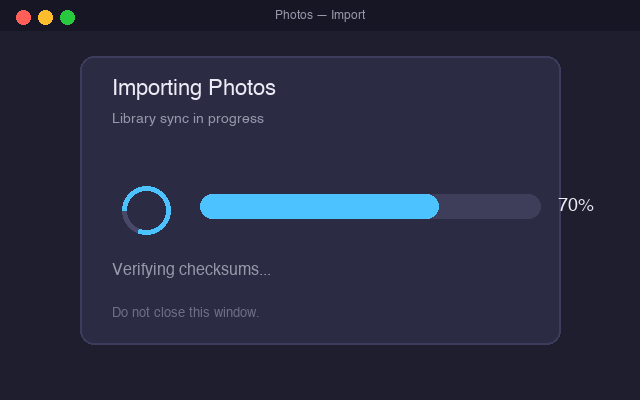 Photos — Import
Importing Photos
Library sync in progress
70%
Verifying checksums...
Do not close this window.